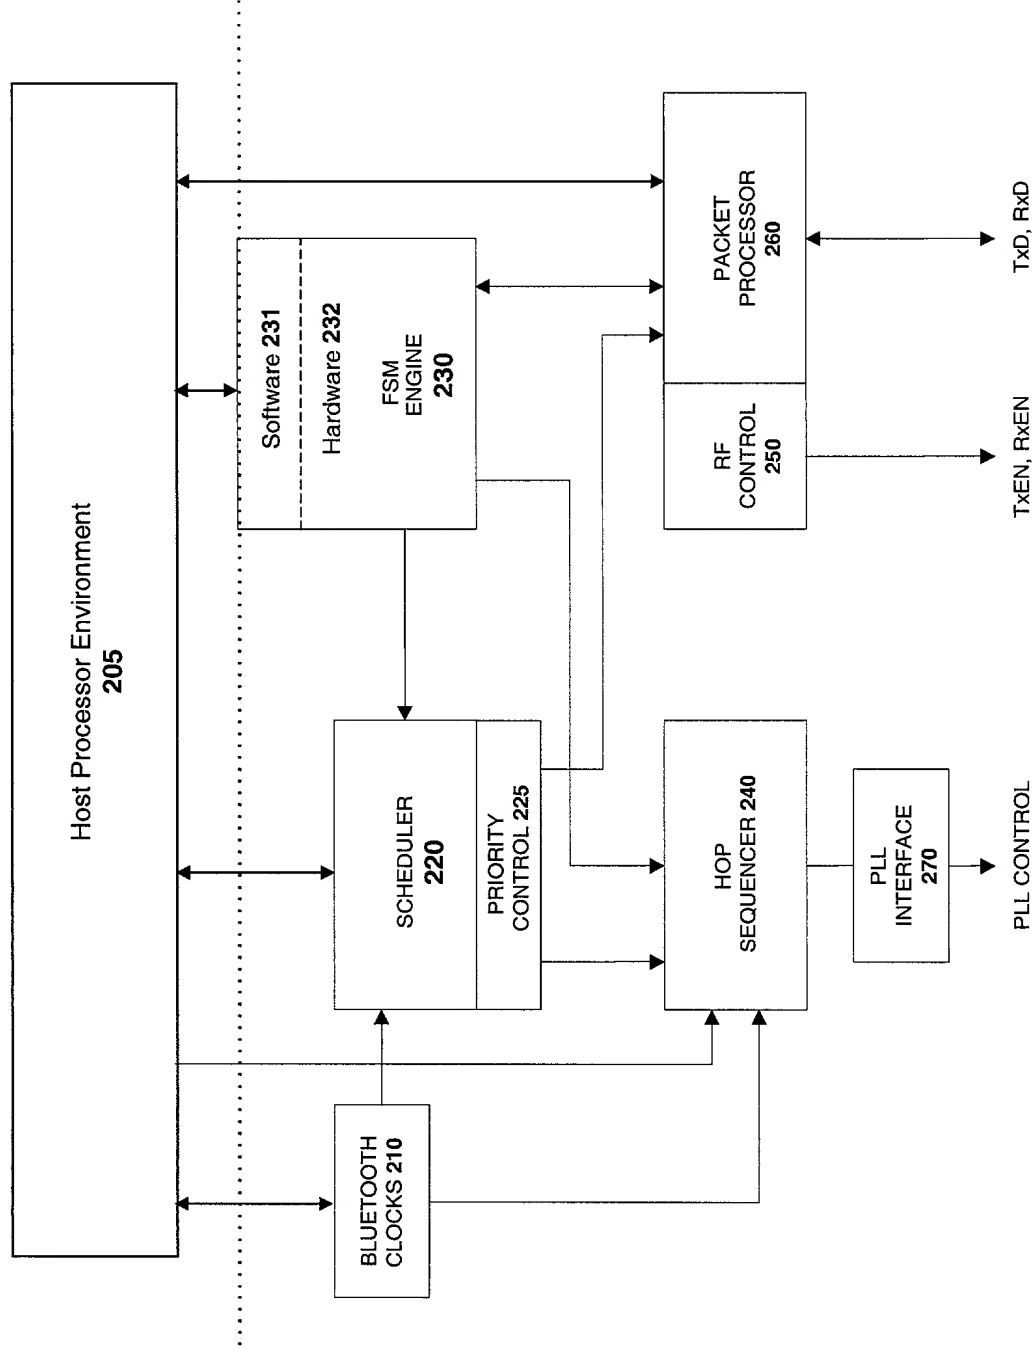 Host Processor Environment
205
BLUETOOTH
CLOCKS 210
SCHEDULER
220
PRIORITY
CONTROL 225
Software 231
Hardware 232
FSM
ENGINE
230
HOP
SEQUENCER 240
RF
CONTROL
250
PACKET
PROCESSOR
260
PLL
INTERFACE
270
PLL CONTROL
TxEN, RxEN
TxD, RxD